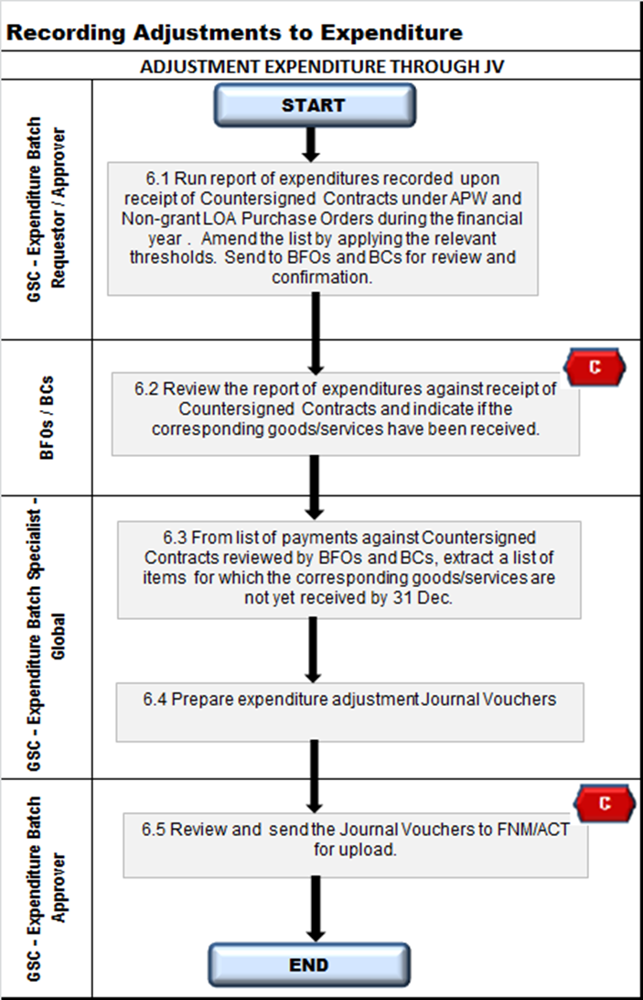 Recording Adjustments to Expenditure
ADJUSTMENT EXPENDITURE THROUGH JV
GSC - Expenditure Batch
Requestor / Approver
START
6.1 Run report of expenditures recorded upon
receipt of Countersigned Contracts under APW and
Non-grant LOA Purchase Orders during the financial
year . Amend the list by applying the relevant
thresholds. Send to BFOs and BCs for review and
confirmation.
BFOs / BCs
C
6.2 Review the report of expenditures against receipt of
Countersigned Contracts and indicate if the
corresponding goods/services have been received.
GSC - Expenditure Batch Specialist -
Global
6.3 From list of payments against Countersigned
Contracts reviewed by BFOs and BCs, extract a list of
items for which the corresponding goods/services are
not yet received by 31 Dec.
6.4 Prepare expenditure adjustment Journal Vouchers
GSC - Expenditure Batch
Approver
C
6.5 Review and send the Journal Vouchers to FNM/ACT
for upload.
END